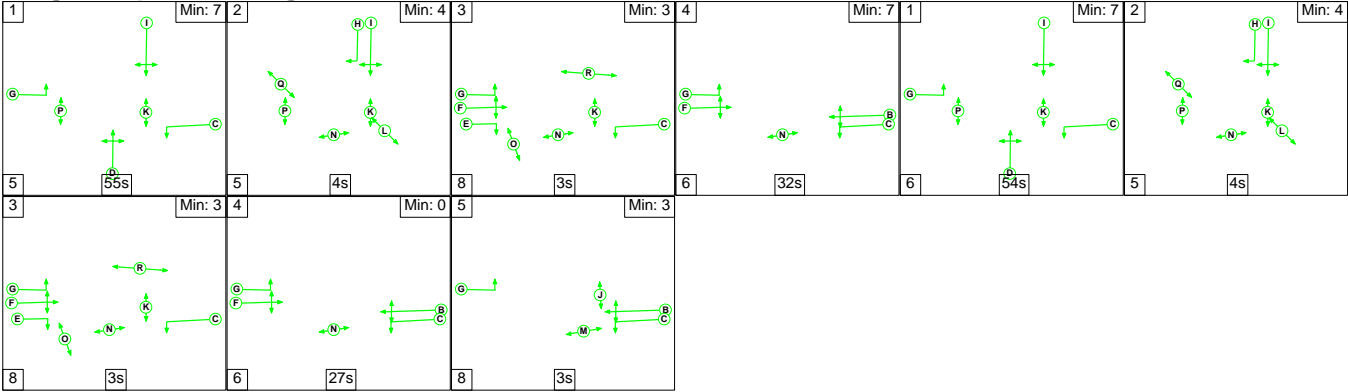 1 Min: 7 2 Min: 4 3 Min: 3 4 Min: 7 1 Min: 7 2 Min: 4
I H I I H I
R
Q Q
G G G G
F F
P P K K K P K P K
B
E C C C
C L L
N N N N
O
D D
5 55s 5 4s 8 3s 6 32s 6 54s 5 4s
3 Min: 3 4 Min: 0 5 Min: 3
R
G G G
J
F K F
B B
E C C C
N N M
O
8 3s 6 27s 8 3s